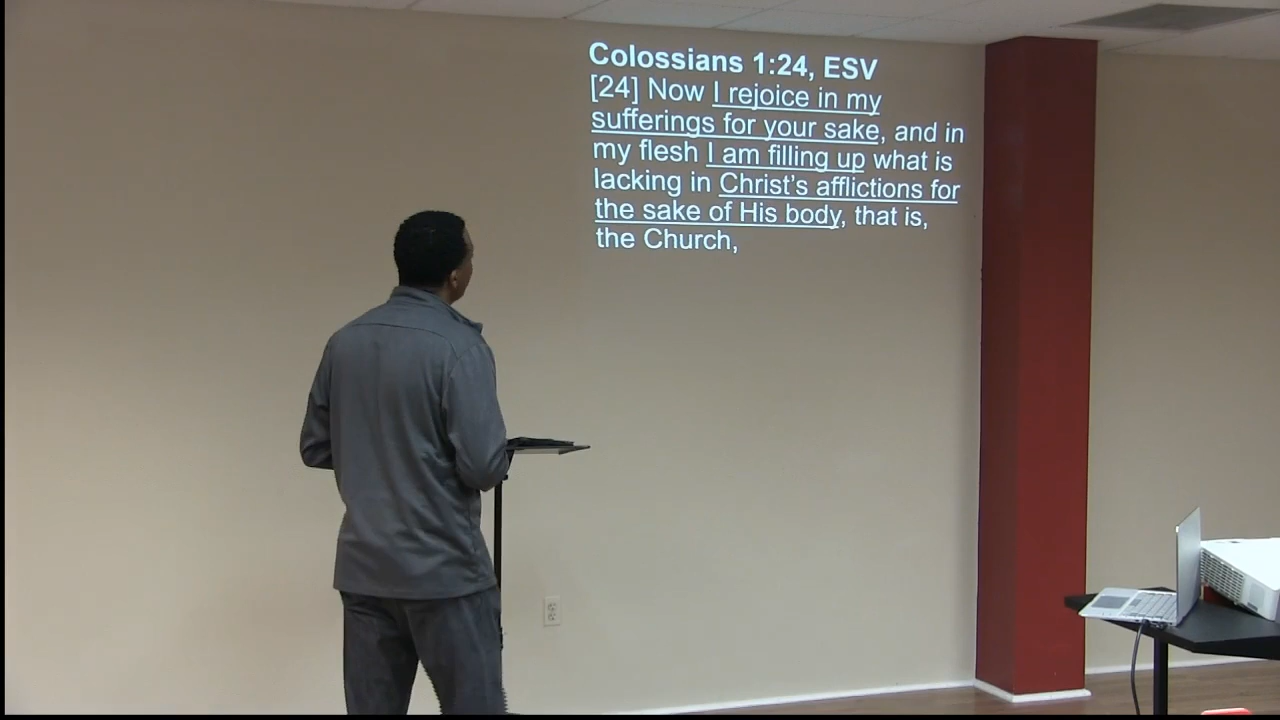 Colossians 1:24, ESV
[24] Now I rejoice in my
sufferings for your sake, and in
my flesh I am filling up what is
lacking in Christ's afflictions for
the sake of His body, that is,
the Church,